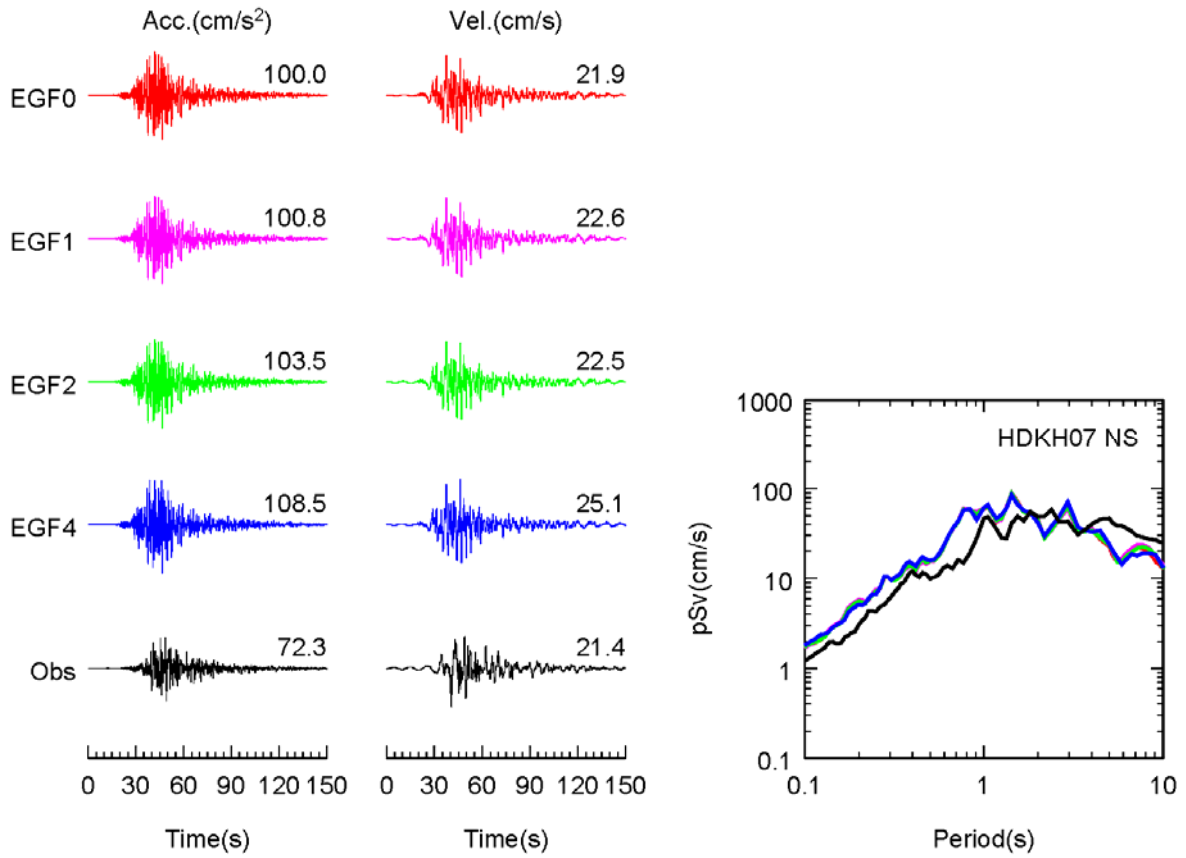 Acc.(cm/s²) Vel.(cm/s)
EGF0 100.0 21.9
EGF1 100.8 22.6
EGF2 103.5 22.5
EGF4 108.5 25.1
Obs 72.3 21.4
0 30 60 90 120 150 0 30 60 90 120 150
Time(s) Time(s)
HDKH07 NS
1000
100
10
1
0.1
pSv(cm/s)
0.1 1 10
Period(s)